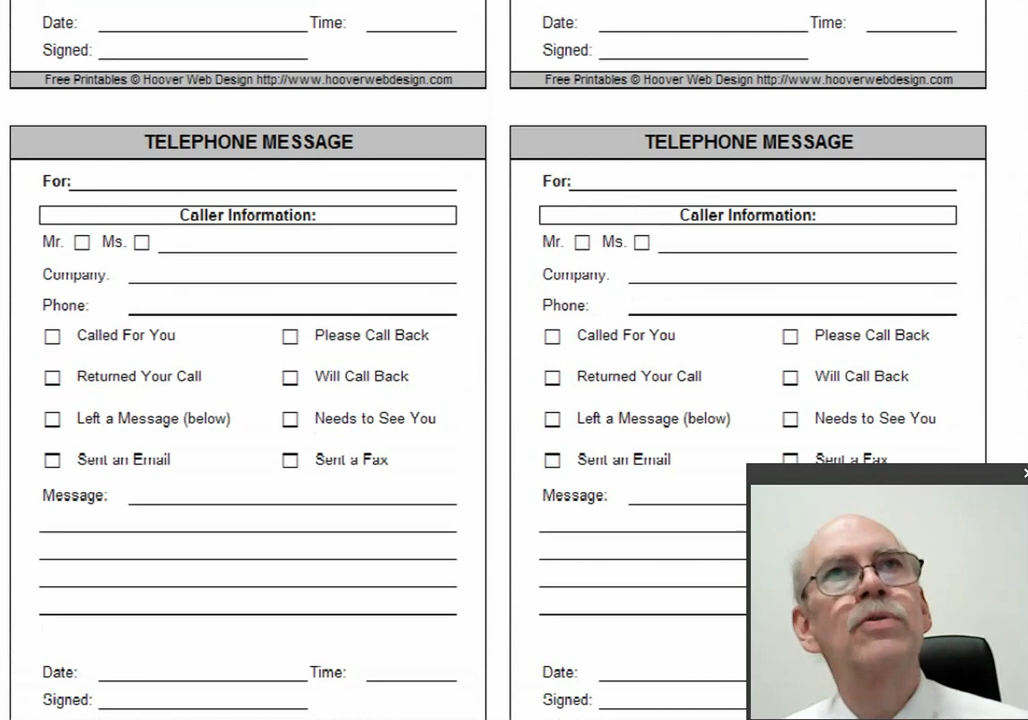 Date: Time:
Signed:
Free Printables © Hoover Web Design http://www.hooverwebdesign.com
TELEPHONE MESSAGE
For:
Caller Information:
Mr. Ms.
Company.
Phone:
Called For You Please Call Back
Returned Your Call Will Call Back
Left a Message (below) Needs to See You
Sent an Email Sent a Fax
Message:
Date: Time:
Signed:
Date: Time:
Signed:
Free Printables © Hoover Web Design http://www.hooverwebdesign.com
TELEPHONE MESSAGE
For:
Caller Information:
Mr. Ms.
Company.
Phone:
Called For You Please Call Back
Returned Your Call Will Call Back
Left a Message (below) Needs to See You
Sent an Email Sent a Fax
Message:
Date:
Signed: